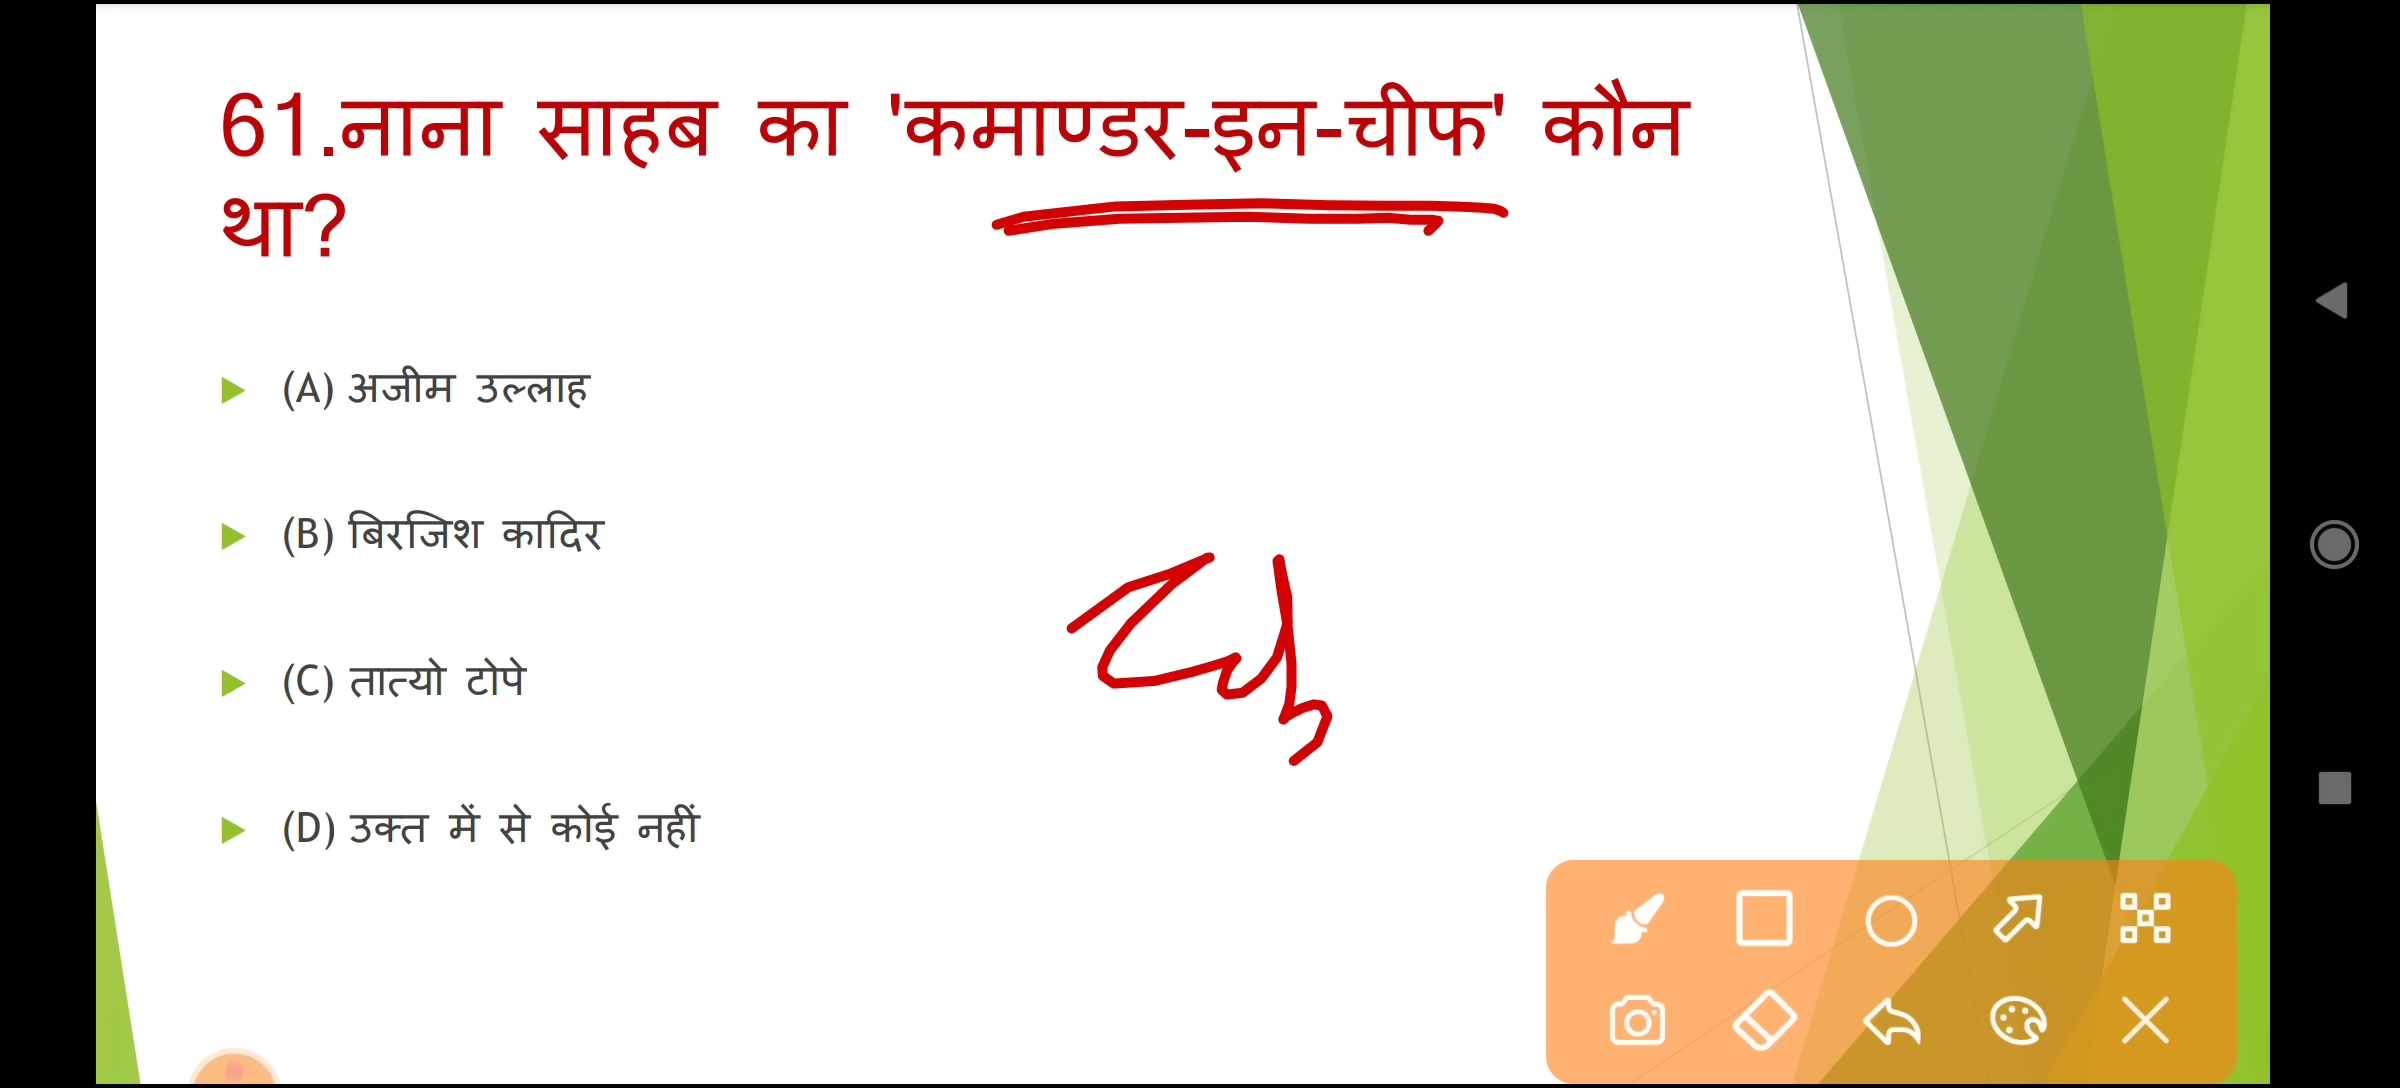 61.नाना साहब का 'कमाण्डर-इन-चीफ' कौन
था?
(A) अजीम उल्लाह
(B) बिरजिश कादिर
(C) तात्यो टोपे
(D) उक्त में से कोई नहीं